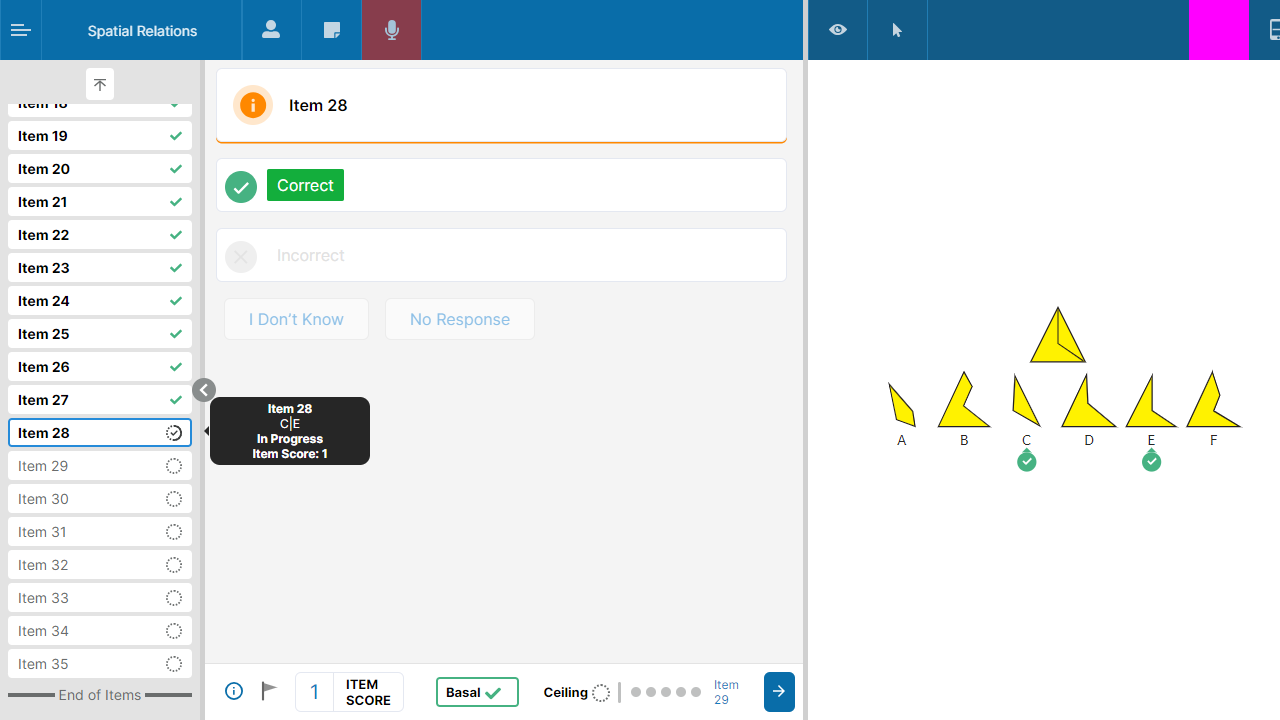 Spatial Relations
Item 18
Item 19
Item 20
Item 21
Item 22
Item 23
Item 24
Item 25
Item 26
Item 27
Item 28
Item 29
Item 30
Item 31
Item 32
Item 33
Item 34
Item 35
End of Items
Item 28
Correct
Incorrect
I Don't Know
No Response
Item 28
C|E
In Progress
Item Score: 1
1
ITEM
SCORE
Basal
Ceiling
Item
29
A B C D E F